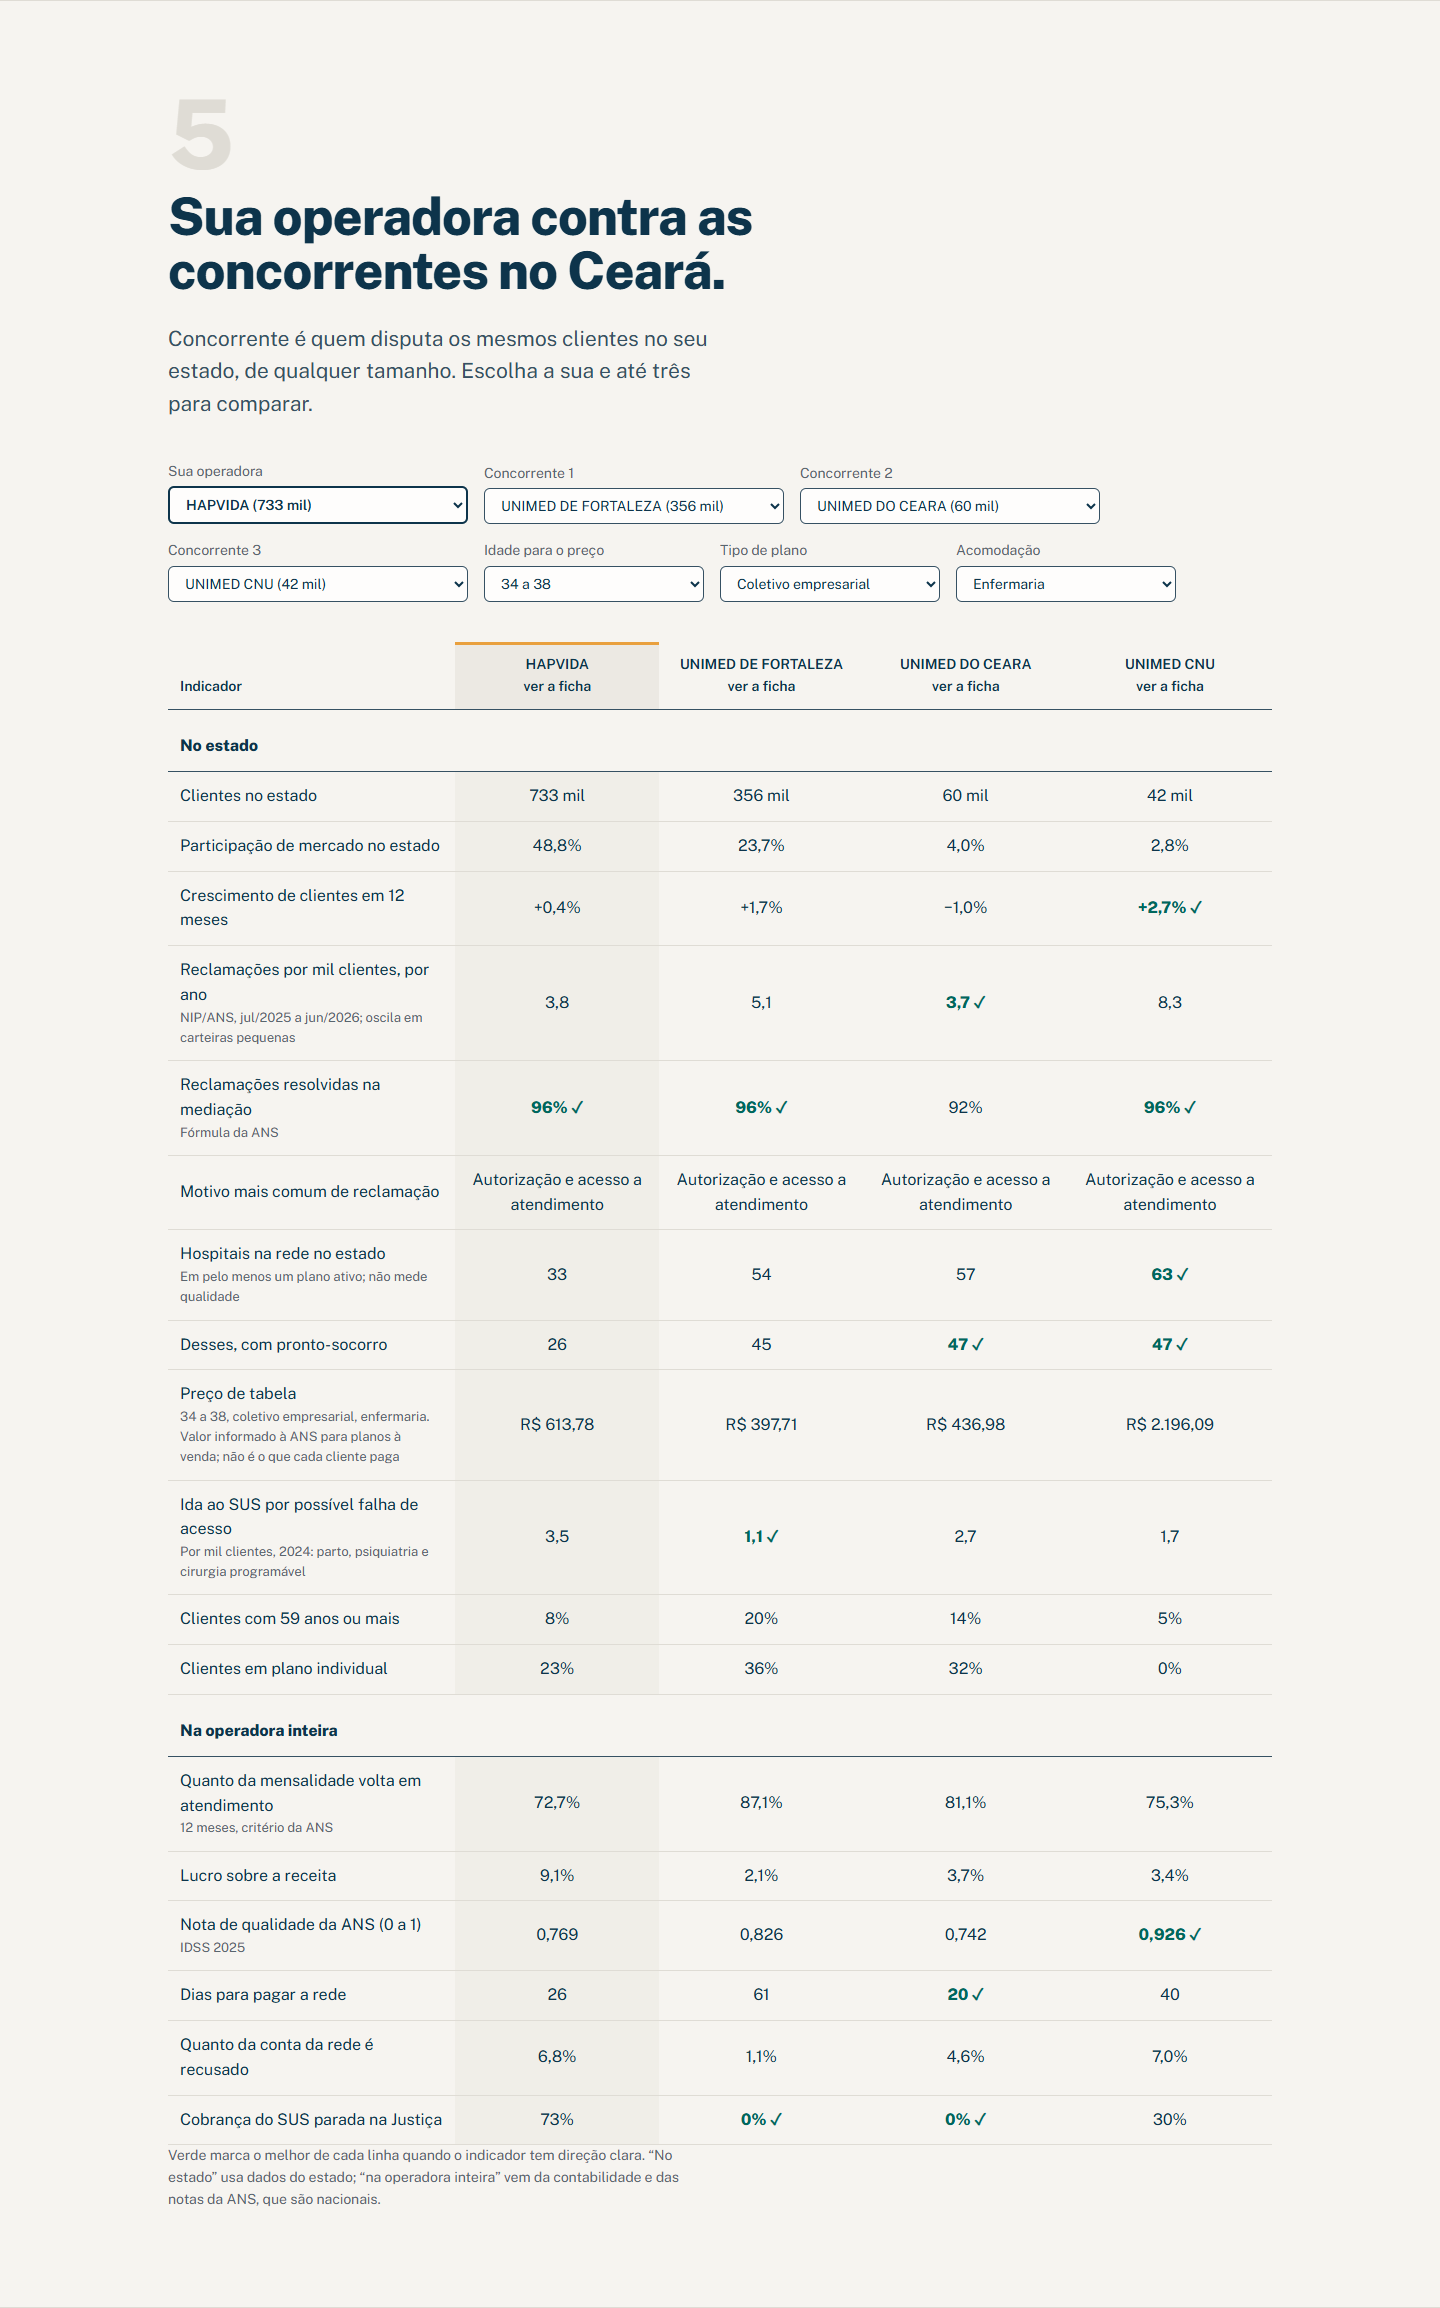 5
Sua operadora contra as
concorrentes no Ceará.
Concorrente é quem disputa os mesmos clientes no seu
estado, de qualquer tamanho. Escolha a sua e até três
para comparar.
Sua operadora
Concorrente 1
Concorrente 2
HAPVIDA (733 mil)
UNIMED DE FORTALEZA (356 mil)
UNIMED DO CEARA (60 mil)
Concorrente 3
Idade para o preço
Tipo de plano
Acomodação
UNIMED CNU (42 mil)
34 a 38
Coletivo empresarial
Enfermaria
Indicador
HAPVIDA
ver a ficha
UNIMED DE FORTALEZA
ver a ficha
UNIMED DO CEARA
ver a ficha
UNIMED CNU
ver a ficha
No estado
Clientes no estado
733 mil
356 mil
60 mil
42 mil
Participação de mercado no estado
48,8%
23,7%
4,0%
2,8%
Crescimento de clientes em 12
meses
+0,4%
+1,7%
−1,0%
+2,7% ✓
Reclamações por mil clientes, por
ano
NIP/ANS, jul/2025 a jun/2026; oscila em
carteiras pequenas
3,8
5,1
3,7 ✓
8,3
Reclamações resolvidas na
mediação
Fórmula da ANS
96% ✓
96% ✓
92%
96% ✓
Motivo mais comum de reclamação
Autorização e acesso a
atendimento
Autorização e acesso a
atendimento
Autorização e acesso a
atendimento
Autorização e acesso a
atendimento
Hospitais na rede no estado
Em pelo menos um plano ativo; não mede
qualidade
33
54
57
63 ✓
Desses, com pronto-socorro
26
45
47 ✓
47 ✓
Preço de tabela
34 a 38, coletivo empresarial, enfermaria.
Valor informado à ANS para planos à
venda; não é o que cada cliente paga
R$ 613,78
R$ 397,71
R$ 436,98
R$ 2.196,09
Ida ao SUS por possível falha de
acesso
Por mil clientes, 2024: parto, psiquiatria e
cirurgia programável
3,5
1,1 ✓
2,7
1,7
Clientes com 59 anos ou mais
8%
20%
14%
5%
Clientes em plano individual
23%
36%
32%
0%
Na operadora inteira
Quanto da mensalidade volta em
atendimento
12 meses, critério da ANS
72,7%
87,1%
81,1%
75,3%
Lucro sobre a receita
9,1%
2,1%
3,7%
3,4%
Nota de qualidade da ANS (0 a 1)
IDSS 2025
0,769
0,826
0,742
0,926 ✓
Dias para pagar a rede
26
61
20 ✓
40
Quanto da conta da rede é
recusado
6,8%
1,1%
4,6%
7,0%
Cobrança do SUS parada na Justiça
73%
0% ✓
0% ✓
30%
Verde marca o melhor de cada linha quando o indicador tem direção clara. “No
estado” usa dados do estado; “na operadora inteira” vem da contabilidade e das
notas da ANS, que são nacionais.